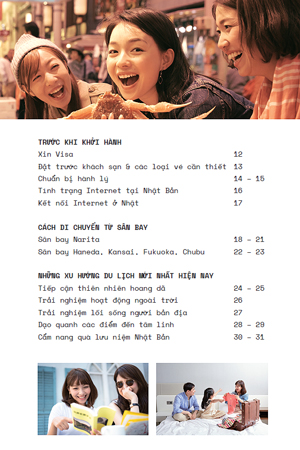 TRƯỚC KHI KHỞI HÀNH
Xin Visa 12
Đặt trước khách sạn & các loại vé cần thiết 13
Chuẩn bị hành lý 14 - 15
Tình trạng Internet tại Nhật Bản 16
Kết nối Internet ở Nhật 17
CÁCH DI CHUYỂN TỪ SÂN BAY
Sân bay Narita 18 - 21
Sân bay Haneda, Kansai, Fukuoka, Chubu 22 - 23
NHỮNG XU HƯỚNG DU LỊCH MỚI NHẤT HIỆN NAY
Tiếp cận thiên nhiên hoang dã 24 - 25
Trải nghiệm hoạt động ngoài trời 26
Trải nghiệm lối sống người bản địa 27
Dạo quanh các điểm đến tâm linh 28 - 29
Cẩm nang quà lưu niệm Nhật Bản 30 - 31